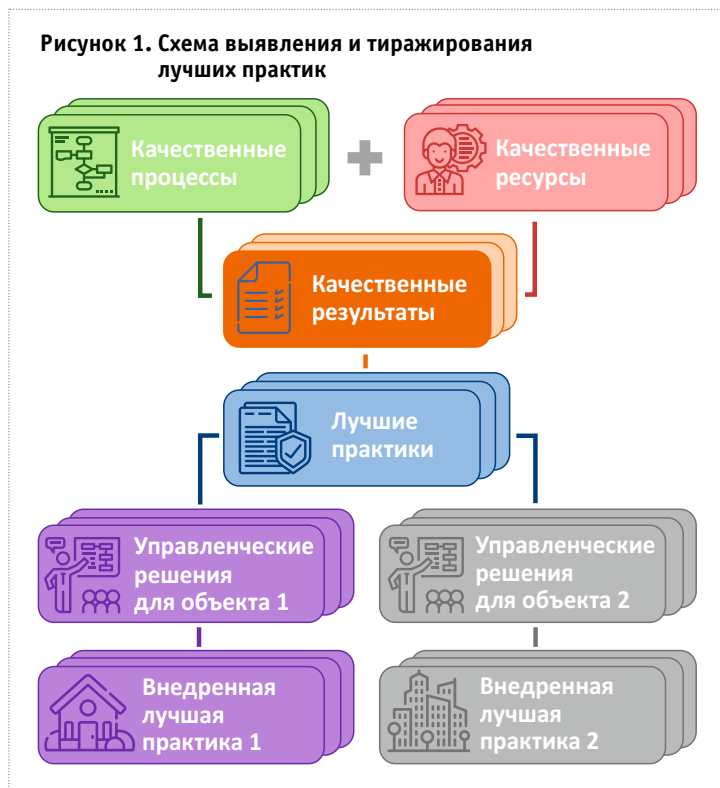 Рисунок 1. Схема выявления и тиражирования
лучших практик
Качественные
процессы
Качественные
ресурсы
Качественные
результаты
Лучшие
практики
Управленческие
решения
для объекта 1
Управленческие
решения
для объекта 2
Внедренная
лучшая
практика 1
Внедренная
лучшая
практика 2